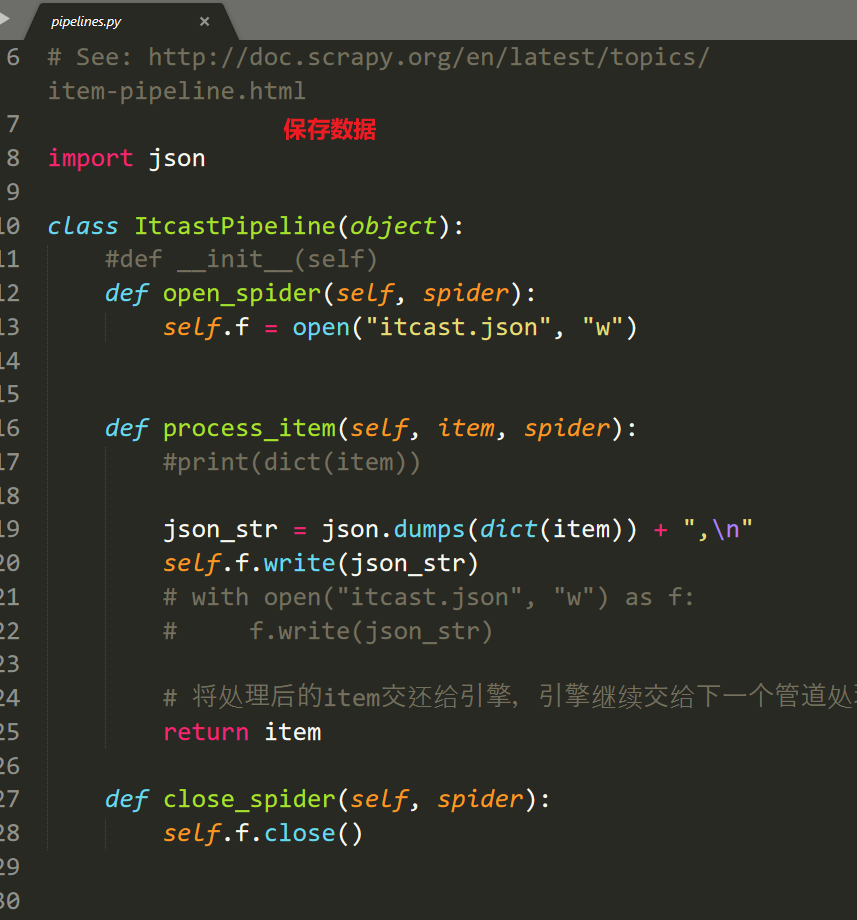 pipelines.py ×
6 # See: http://doc.scrapy.org/en/latest/topics/
item-pipeline.html
7
保存数据
8 import json
9
10 class ItcastPipeline(object):
11 #def __init__(self)
12 def open_spider(self, spider):
13 self.f = open("itcast.json", "w")
14
15
16 def process_item(self, item, spider):
17 #print(dict(item))
18
19 json_str = json.dumps(dict(item)) + ",\n"
20 self.f.write(json_str)
21 # with open("itcast.json", "w") as f:
22 #     f.write(json_str)
23
24 # 将处理后的item交还给引擎，引擎继续交给下一个管道处
25 return item
26
27 def close_spider(self, spider):
28 self.f.close()
29
30